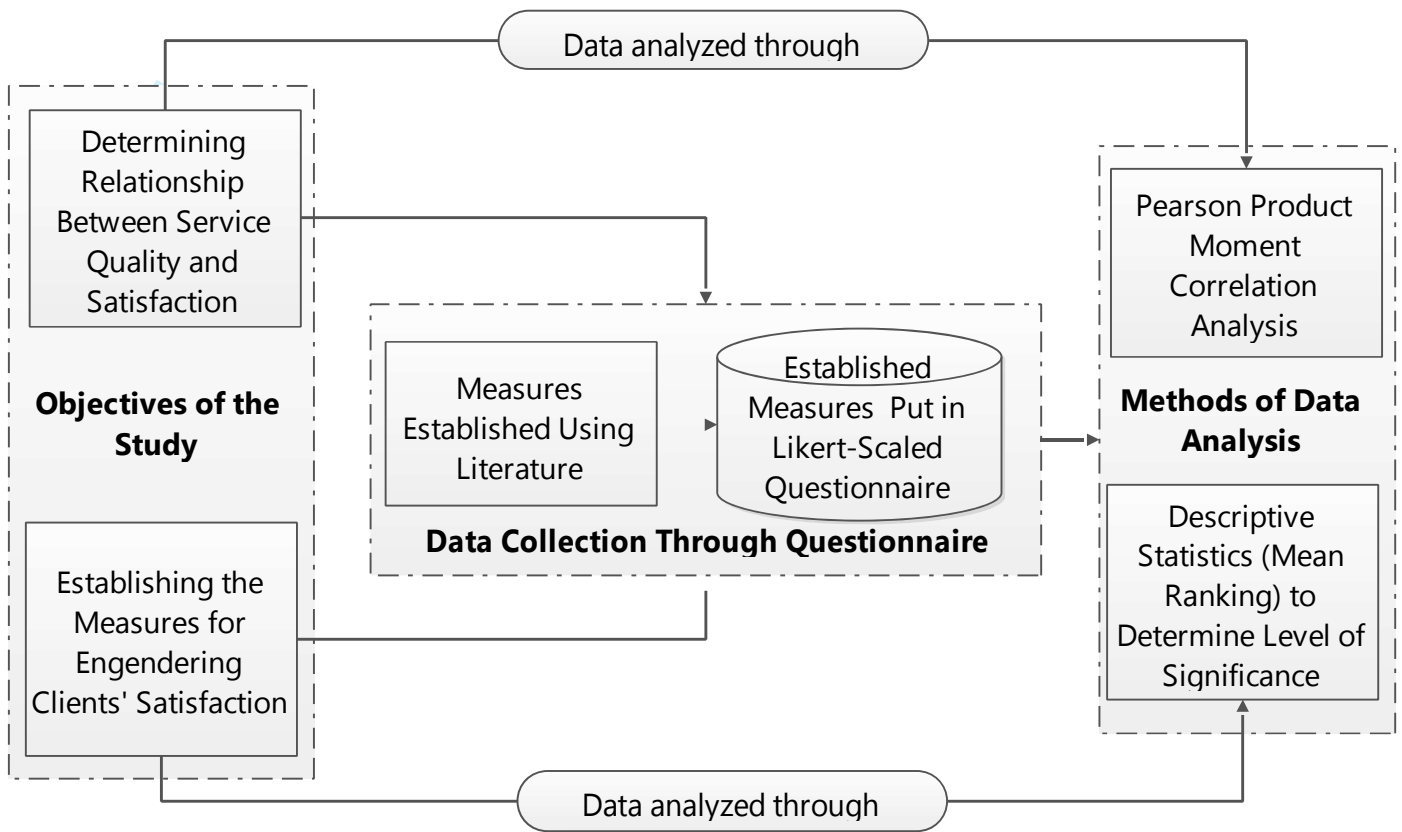 Data analyzed through
Determining
Relationship
Between Service
Quality and
Satisfaction
Objectives of the
Study
Establishing the
Measures for
Engendering
Clients' Satisfaction
Measures
Established Using
Literature
Established
Measures Put in
Likert-Scaled
Questionnaire
Data Collection Through Questionnaire
Pearson Product
Moment
Correlation
Analysis
Methods of Data
Analysis
Descriptive
Statistics (Mean
Ranking) to
Determine Level of
Significance
Data analyzed through